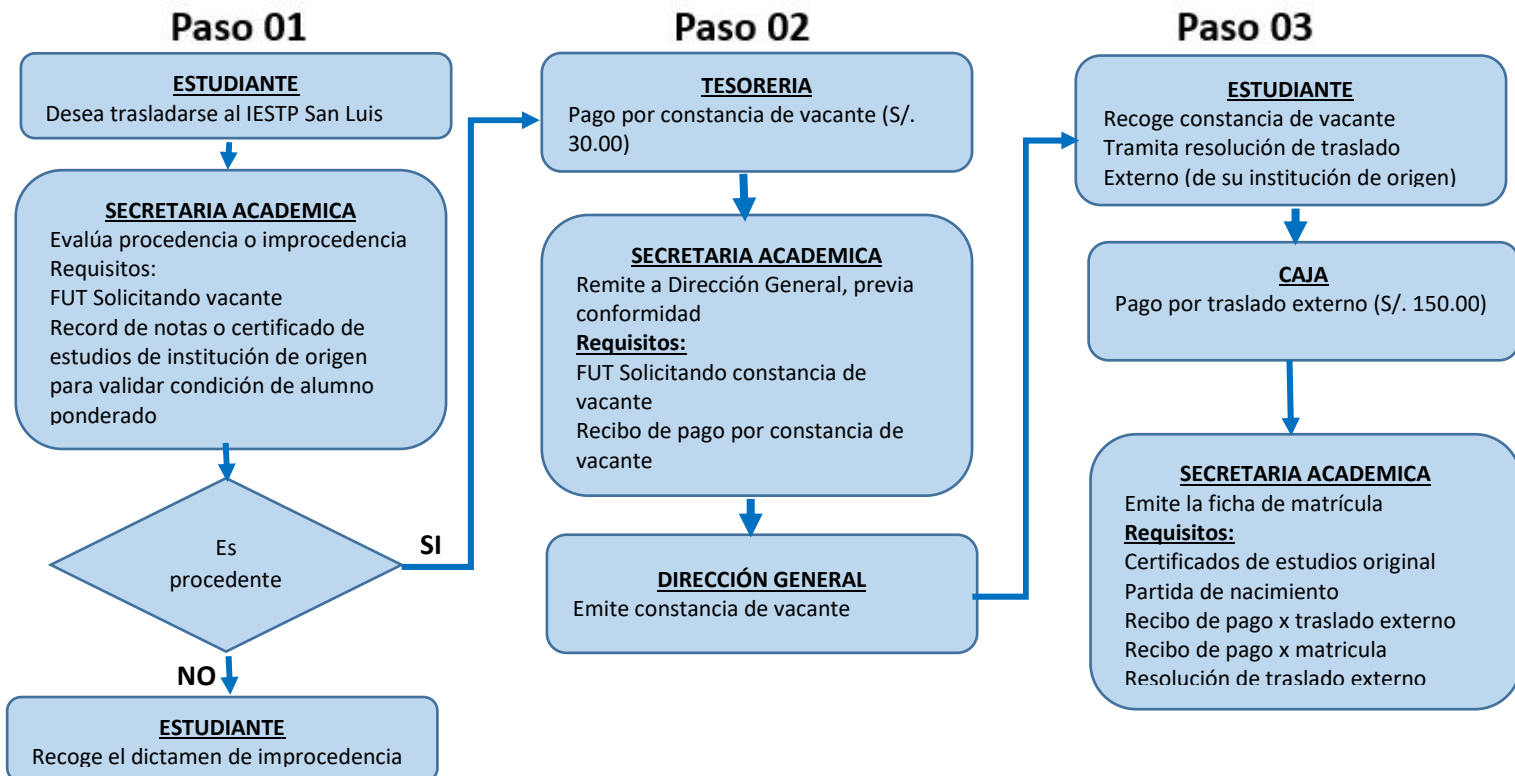 Paso 01
ESTUDIANTE
Desea trasladarse al IESTP San Luis
SECRETARIA ACADEMICA
Evalúa procedencia o improcedencia
Requisitos:
FUT Solicitando vacante
Record de notas o certificado de
estudios de institución de origen
para validar condición de alumno
ponderado
Es
procedente
SI
NO
ESTUDIANTE
Recoge el dictamen de improcedencia
Paso 02
TESORERIA
Pago por constancia de vacante (S/.
30.00)
SECRETARIA ACADEMICA
Remite a Dirección General, previa
conformidad
Requisitos:
FUT Solicitando constancia de
vacante
Recibo de pago por constancia de
vacante
DIRECCIÓN GENERAL
Emite constancia de vacante
Paso 03
ESTUDIANTE
Recoge constancia de vacante
Tramita resolución de traslado
Externo (de su institución de origen)
CAJA
Pago por traslado externo (S/. 150.00)
SECRETARIA ACADEMICA
Emite la ficha de matrícula
Requisitos:
Certificados de estudios original
Partida de nacimiento
Recibo de pago x traslado externo
Recibo de pago x matricula
Resolución de traslado externo